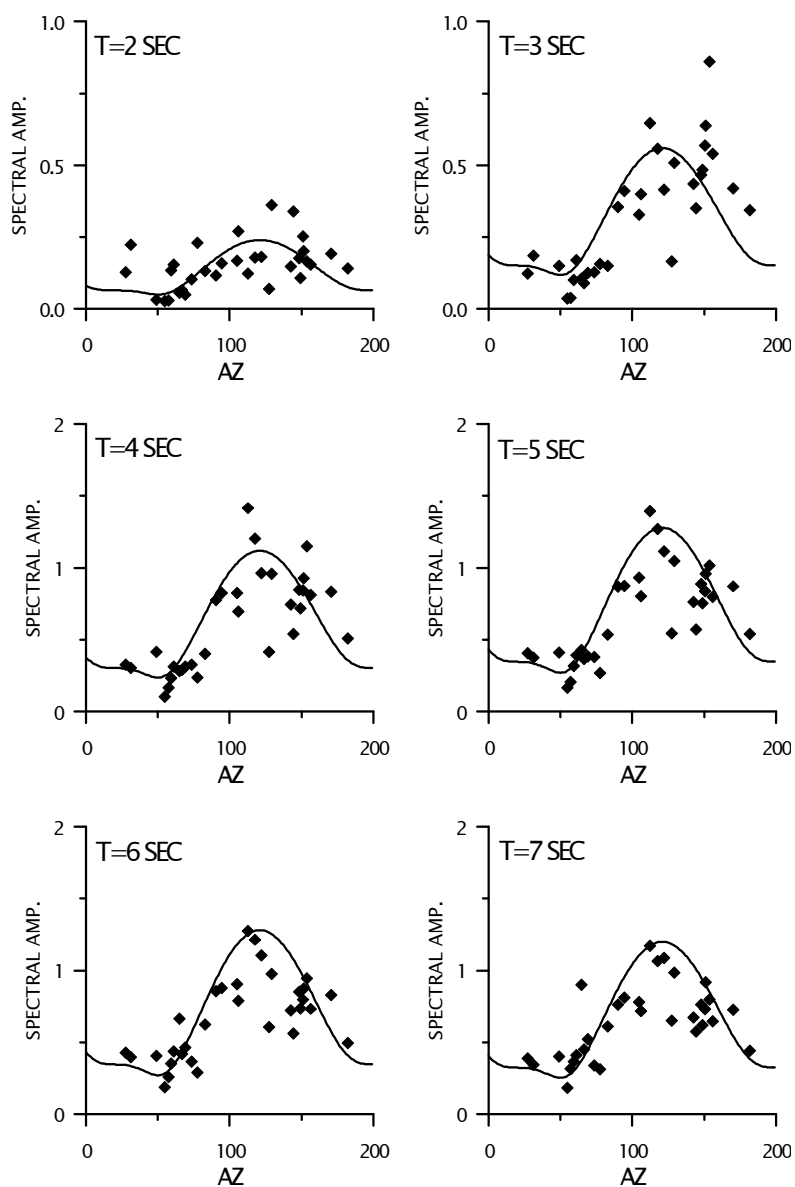 1.0
T=2 SEC
SPECTRAL AMP.
0.5
0.0
0 100 200
AZ
1.0
T=3 SEC
SPECTRAL AMP.
0.5
0.0
0 100 200
AZ
2
T=4 SEC
SPECTRAL AMP.
1
0
0 100 200
AZ
2
T=5 SEC
SPECTRAL AMP.
1
0
0 100 200
AZ
2
T=6 SEC
SPECTRAL AMP.
1
0
0 100 200
AZ
2
T=7 SEC
SPECTRAL AMP.
1
0
0 100 200
AZ